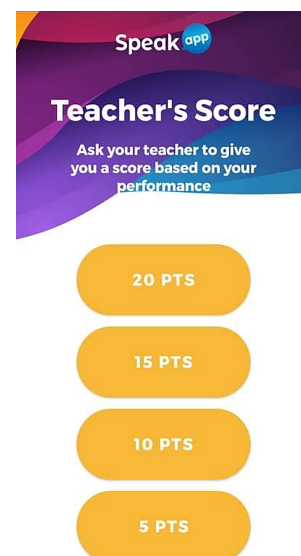 Speak app
Teacher's Score
Ask your teacher to give
you a score based on your
performance
20 PTS
15 PTS
10 PTS
5 PTS